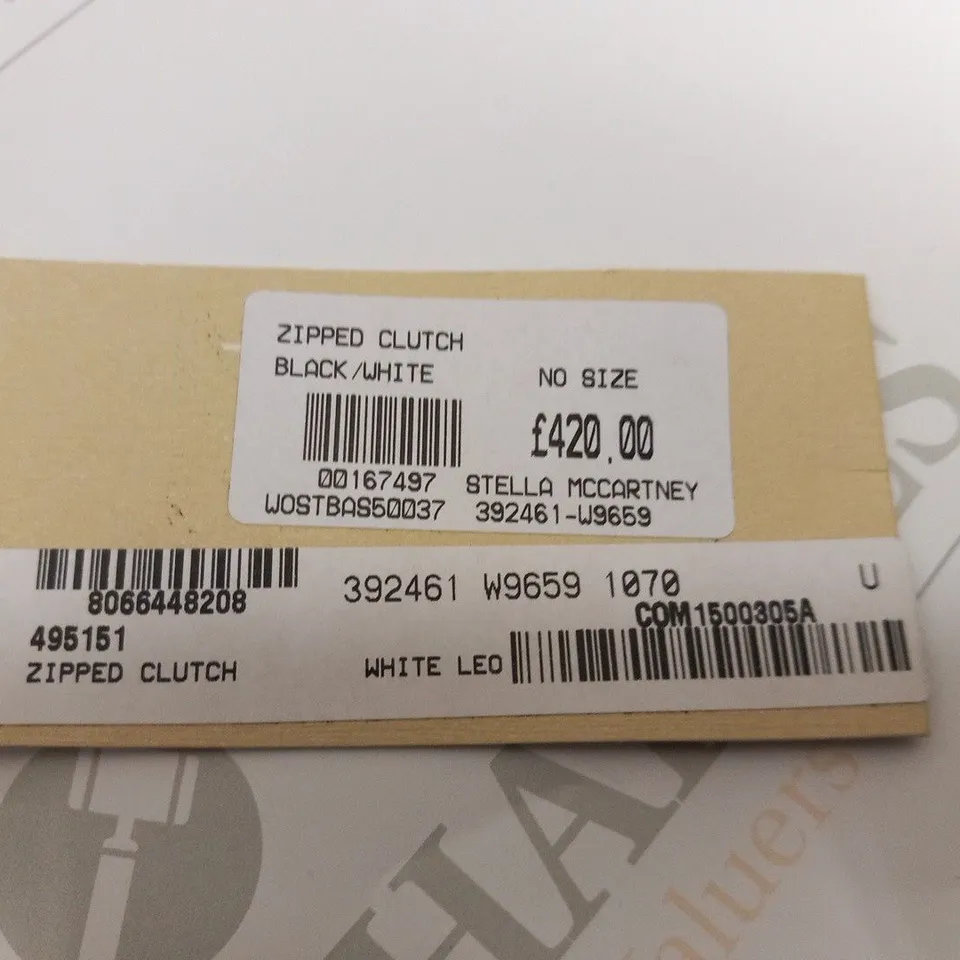 ZIPPED CLUTCH
BLACK/WHITE NO SIZE
£420.00
00167497 STELLA MCCARTNEY
WOSTBAS50037 392461-W9659
8066448208 392461 W9659 1070 U
COM1500305A
495151
ZIPPED CLUTCH WHITE LEO